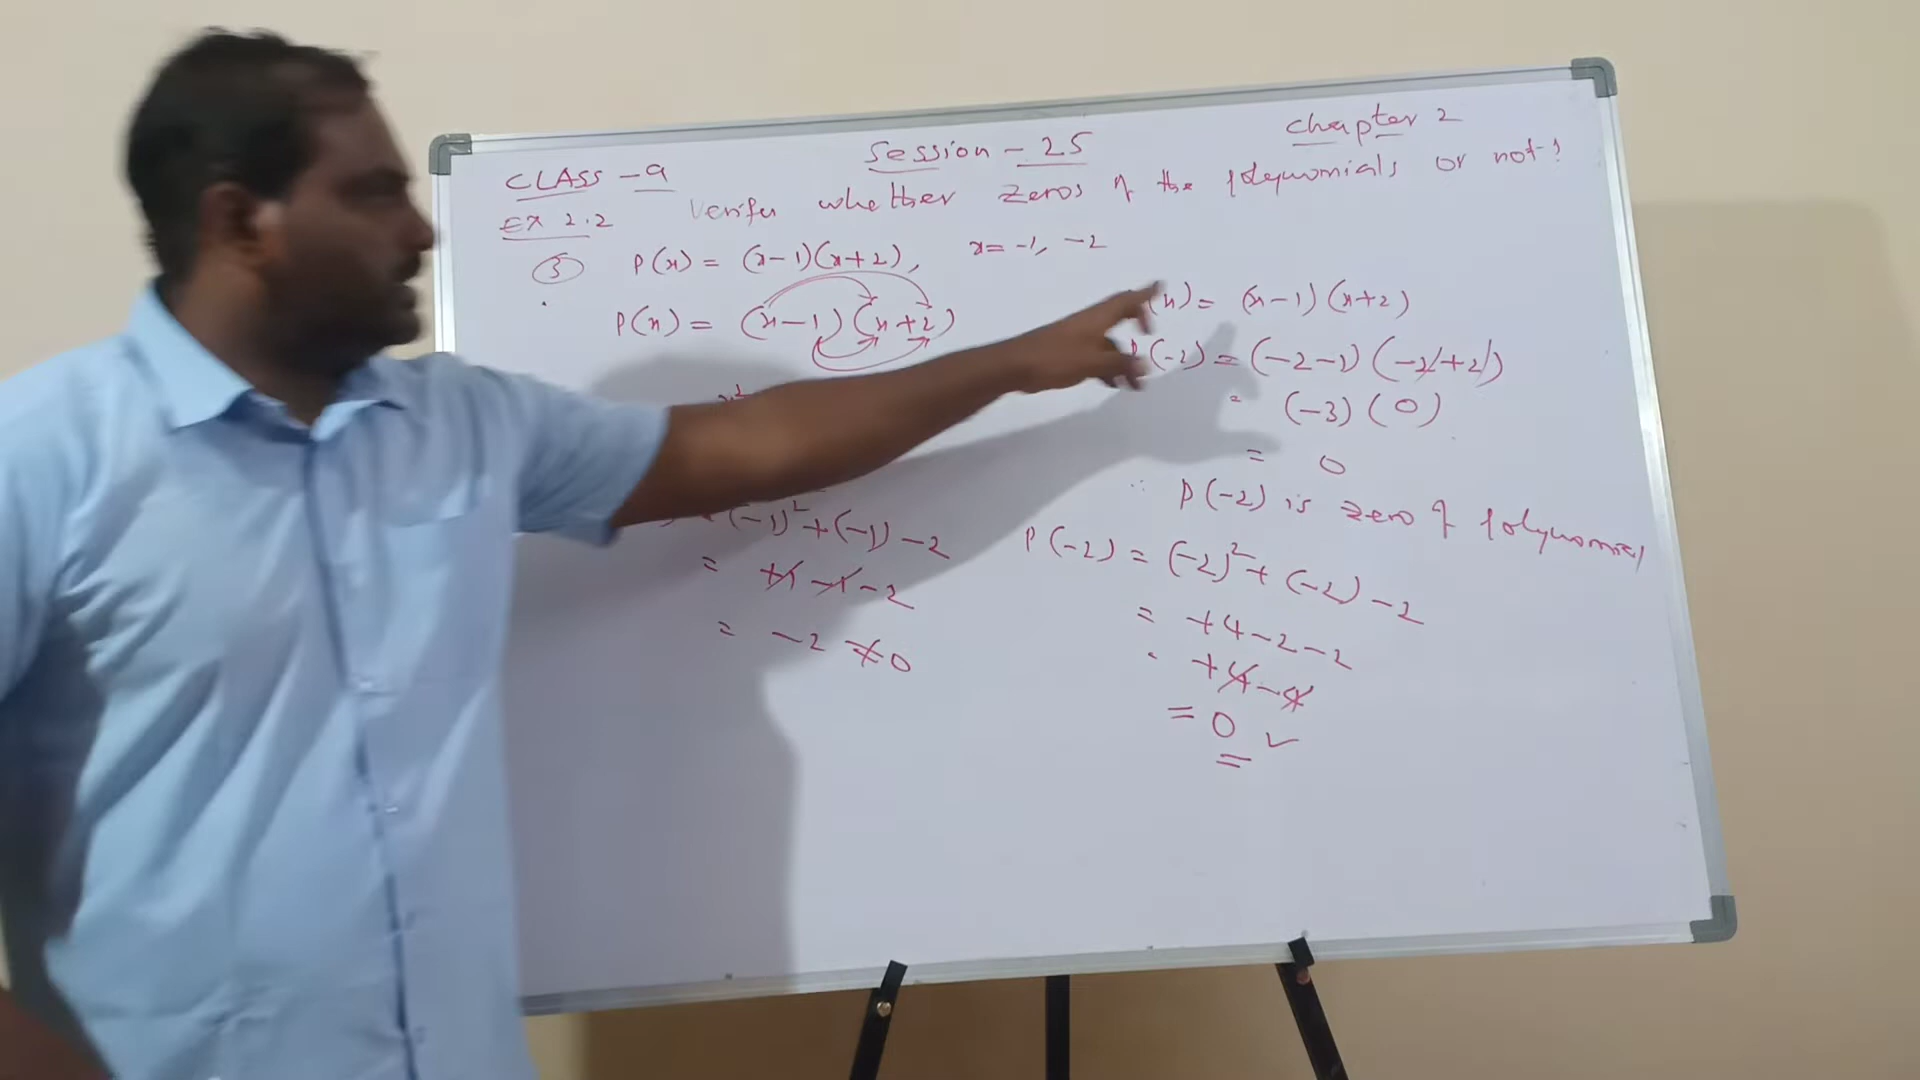 Session - 25
Chapter 2
CLASS - 9
EX 2.2
Verify whether zeros of the polynomials or not?
③ P(x) = (x-1)(x+2), x = -1, -2
P(x) = (x-1)(x+2)
(-1)² + (-1) - 2
= +1 - 1 - 2
= -2 ≠ 0
(x) = (x-1)(x+2)
P(-2) = (-2-1)(-2+2)
= (-3)(0)
= 0
∴ P(-2) is zero of polynomial
P(-2) = (-2)² + (-2) - 2
= +4-2-2
+4-4
= 0 ✓